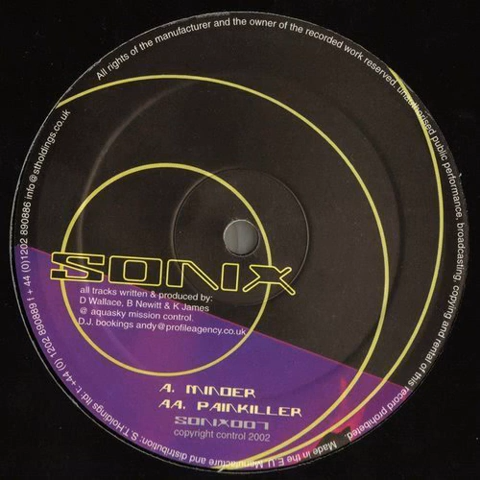 SONIX
all tracks written & produced by:
D Wallace, B Newitt & K James
@ aquasky mission control.
D.J. bookings andy@profileagency.co.uk
A. MINDER
AA. PAINKILLER
SONIX007
copyright control 2002
All rights of the manufacturer and the owner of the recorded work reserved. unauthorised public performance, broadcasting, copying and rental of this record prohibeted. Made in the E.U. Manufacture and distribution: S.T.Holdings ltd: t: +44 (0) 1202 890889 f + 44 (0)1202 890886 info@stholdings.co.uk